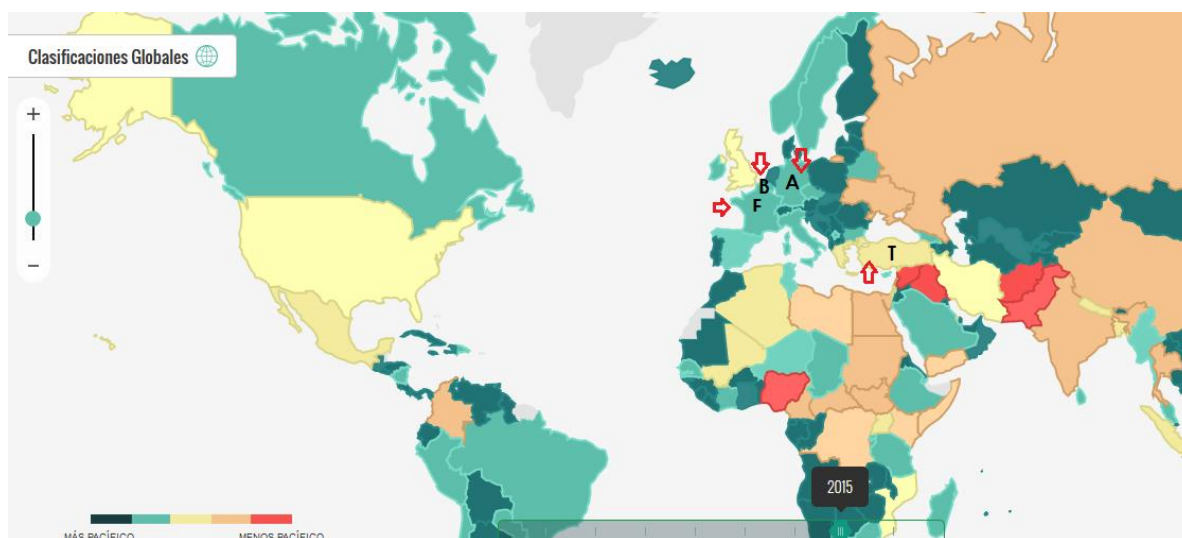 Clasificaciones Globales
+
−
B
A
F
T
2015
MÁS PACÍFICO
MENOS PACÍFICO